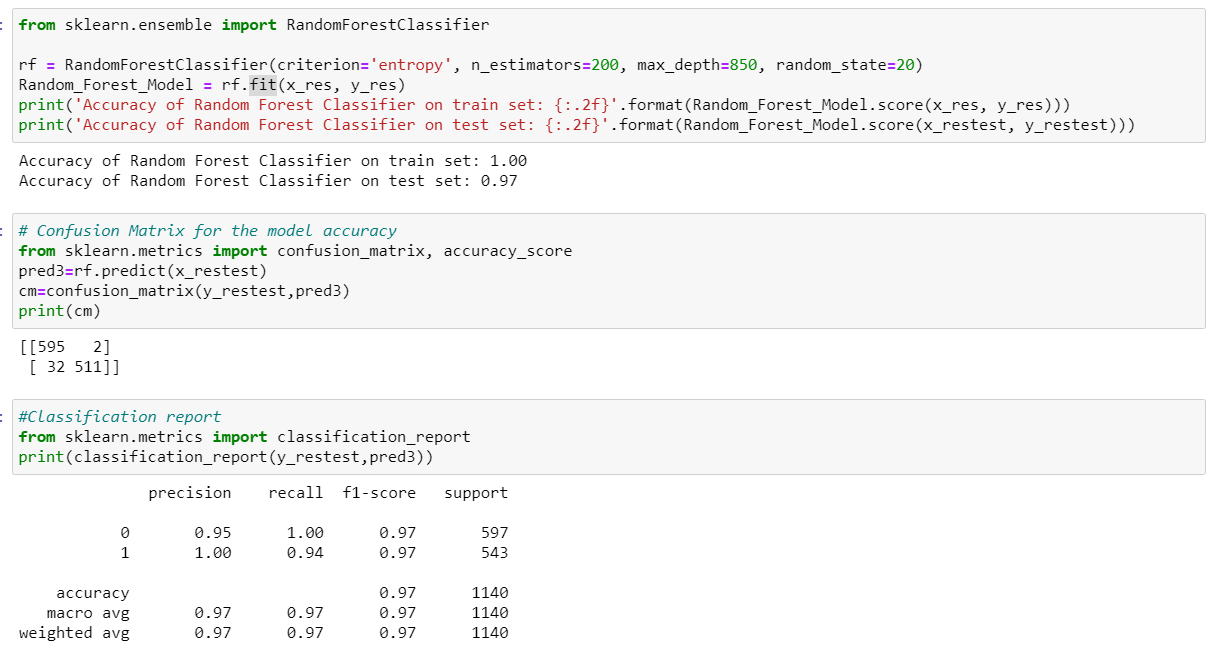 from sklearn.ensemble import RandomForestClassifier
rf = RandomForestClassifier(criterion='entropy', n_estimators=200, max_depth=850, random_state=20)
Random_Forest_Model = rf.fit(x_res, y_res)
print('Accuracy of Random Forest Classifier on train set: {:.2f}'.format(Random_Forest_Model.score(x_res, y_res)))
print('Accuracy of Random Forest Classifier on test set: {:.2f}'.format(Random_Forest_Model.score(x_restest, y_restest)))
Accuracy of Random Forest Classifier on train set: 1.00
Accuracy of Random Forest Classifier on test set: 0.97
# Confusion Matrix for the model accuracy
from sklearn.metrics import confusion_matrix, accuracy_score
pred3=rf.predict(x_restest)
cm=confusion_matrix(y_restest,pred3)
print(cm)
[[595   2]
 [ 32 511]]
#Classification report
from sklearn.metrics import classification_report
print(classification_report(y_restest,pred3))
              precision    recall  f1-score   support
           0       0.95      1.00      0.97       597
           1       1.00      0.94      0.97       543
    accuracy                           0.97      1140
   macro avg       0.97      0.97      0.97      1140
weighted avg       0.97      0.97      0.97      1140